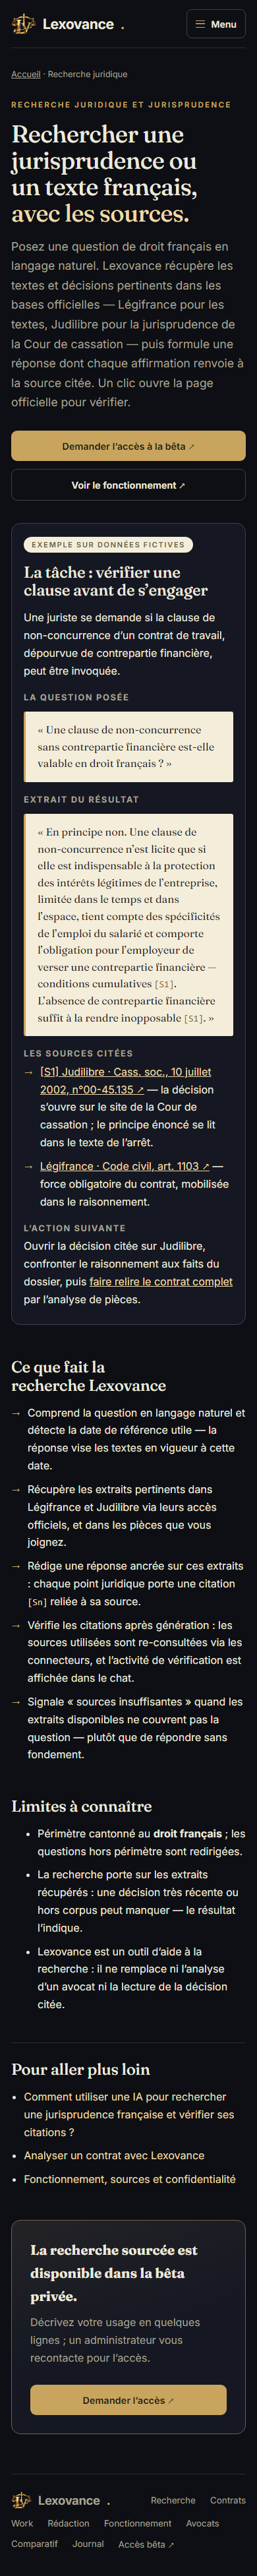 Lexovance .
Menu
Accueil · Recherche juridique
RECHERCHE JURIDIQUE ET JURISPRUDENCE
Rechercher une
jurisprudence ou
un texte français,
avec les sources.
Posez une question de droit français en
langage naturel. Lexovance récupère les
textes et décisions pertinents dans les
bases officielles — Légifrance pour les
textes, Judilibre pour la jurisprudence de
la Cour de cassation — puis formule une
réponse dont chaque affirmation renvoie à
la source citée. Un clic ouvre la page
officielle pour vérifier.
Demander l’accès à la bêta ↗
Voir le fonctionnement ↗
EXEMPLE SUR DONNÉES FICTIVES
La tâche : vérifier une
clause avant de s’engager
Une juriste se demande si la clause de
non-concurrence d’un contrat de travail,
dépourvue de contrepartie financière,
peut être invoquée.
LA QUESTION POSÉE
« Une clause de non-concurrence
sans contrepartie financière est-elle
valable en droit français ? »
EXTRAIT DU RÉSULTAT
« En principe non. Une clause de
non-concurrence n’est licite que si
elle est indispensable à la protection
des intérêts légitimes de l’entreprise,
limitée dans le temps et dans
l’espace, tient compte des spécificités
de l’emploi du salarié et comporte
l’obligation pour l’employeur de
verser une contrepartie financière —
conditions cumulatives [S1].
L’absence de contrepartie financière
suffit à la rendre inopposable [S1]. »
LES SOURCES CITÉES
→ [S1] Judilibre · Cass. soc., 10 juillet
2002, n°00-45.135 ↗ — la décision
s’ouvre sur le site de la Cour de
cassation ; le principe énoncé se lit
dans le texte de l’arrêt.
→ Légifrance · Code civil, art. 1103 ↗ —
force obligatoire du contrat, mobilisée
dans le raisonnement.
L’ACTION SUIVANTE
Ouvrir la décision citée sur Judilibre,
confronter le raisonnement aux faits du
dossier, puis faire relire le contrat complet
par l’analyse de pièces.
Ce que fait la
recherche Lexovance
→ Comprend la question en langage naturel et
détecte la date de référence utile — la
réponse vise les textes en vigueur à cette
date.
→ Récupère les extraits pertinents dans
Légifrance et Judilibre via leurs accès
officiels, et dans les pièces que vous
joignez.
→ Rédige une réponse ancrée sur ces extraits
: chaque point juridique porte une citation
[Sn] reliée à sa source.
→ Vérifie les citations après génération : les
sources utilisées sont re-consultées via les
connecteurs, et l’activité de vérification est
affichée dans le chat.
→ Signale « sources insuffisantes » quand les
extraits disponibles ne couvrent pas la
question — plutôt que de répondre sans
fondement.
Limites à connaître
• Périmètre cantonné au droit français ; les
questions hors périmètre sont redirigées.
• La recherche porte sur les extraits
récupérés : une décision très récente ou
hors corpus peut manquer — le résultat
l’indique.
• Lexovance est un outil d’aide à la
recherche : il ne remplace ni l’analyse
d’un avocat ni la lecture de la décision
citée.
Pour aller plus loin
• Comment utiliser une IA pour rechercher
une jurisprudence française et vérifier ses
citations ?
• Analyser un contrat avec Lexovance
• Fonctionnement, sources et confidentialité
La recherche sourcée est
disponible dans la bêta
privée.
Décrivez votre usage en quelques
lignes ; un administrateur vous
recontacte pour l’accès.
Demander l’accès ↗
Lexovance .
Recherche Contrats
Work Rédaction Fonctionnement Avocats
Comparatif Journal Accès bêta ↗